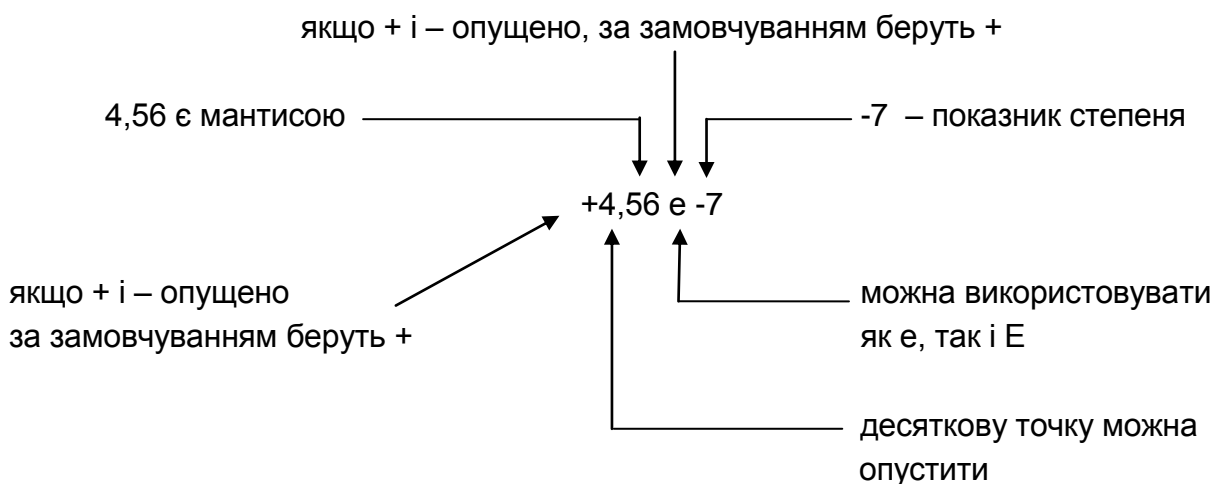 якщо + і – опущено, за замовчуванням беруть +
4,56 є мантисою
-7 – показник степеня
+4,56 е -7
якщо + і – опущено
за замовчуванням беруть +
можна використовувати
як е, так і Е
десяткову точку можна
опустити